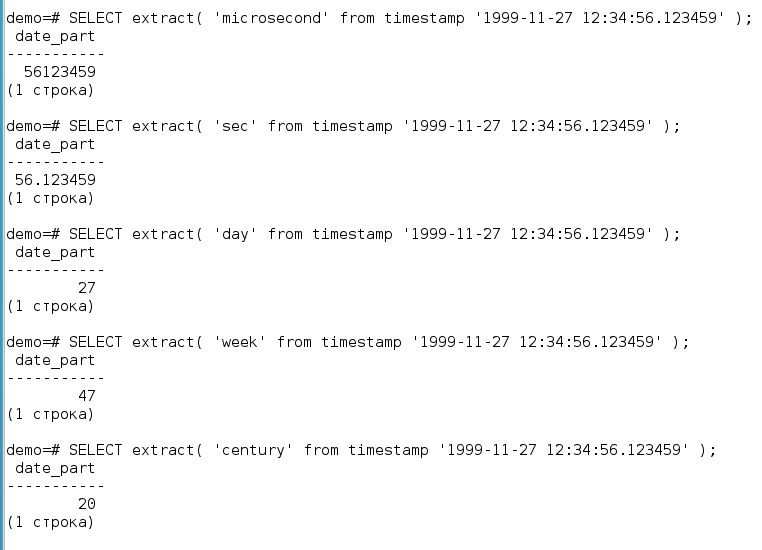 demo=# SELECT extract( 'microsecond' from timestamp '1999-11-27 12:34:56.123459' );
 date_part
-----------
  56123459
(1 строка)

demo=# SELECT extract( 'sec' from timestamp '1999-11-27 12:34:56.123459' );
 date_part
-----------
 56.123459
(1 строка)

demo=# SELECT extract( 'day' from timestamp '1999-11-27 12:34:56.123459' );
 date_part
-----------
        27
(1 строка)

demo=# SELECT extract( 'week' from timestamp '1999-11-27 12:34:56.123459' );
 date_part
-----------
        47
(1 строка)

demo=# SELECT extract( 'century' from timestamp '1999-11-27 12:34:56.123459' );
 date_part
-----------
        20
(1 строка)